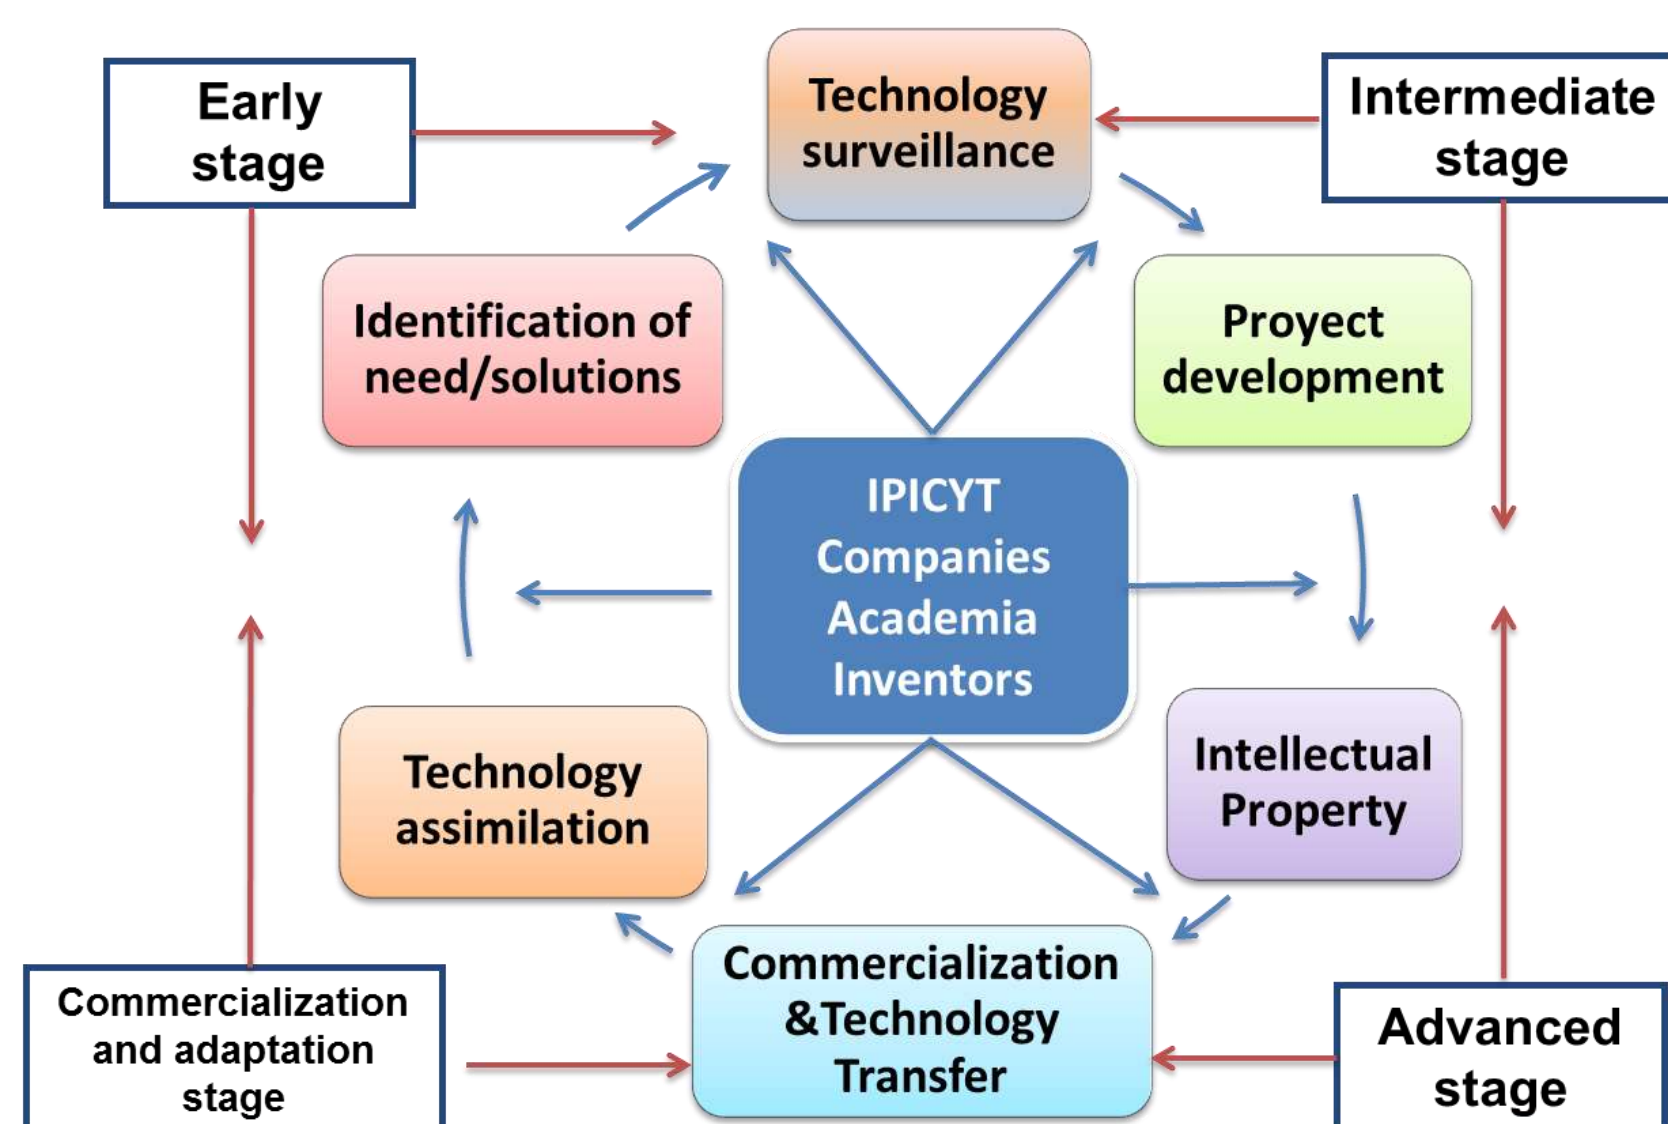 Early
stage
Technology
surveillance
Intermediate
stage
Identification of
need/solutions
Proyect
development
IPICYT
Companies
Academia
Inventors
Technology
assimilation
Intellectual
Property
Commercialization
and adaptation
stage
Commercialization
&Technology
Transfer
Advanced
stage